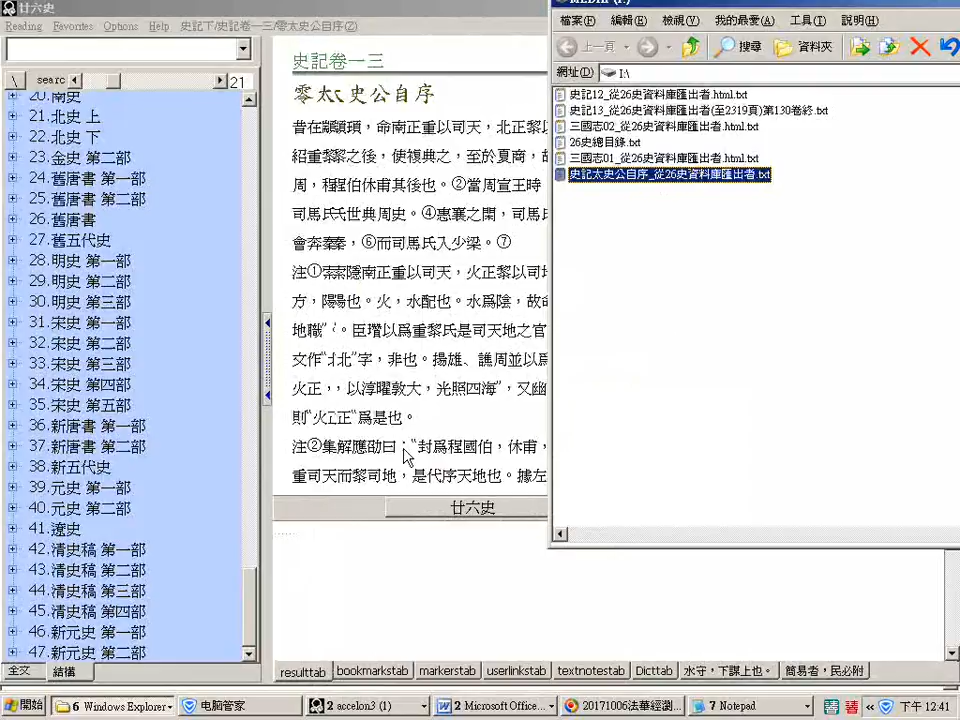 廿六史
Reading Favorites Options Help 史記下/史記卷一三/零太史公自序(Z)
\ searc 21
20.南史
21.北史 上
22.北史 下
23.金史 第二部
24.舊唐書 第一部
25.舊唐書 第二部
26.舊唐書
27.舊五代史
28.明史 第一部
29.明史 第二部
30.明史 第三部
31.宋史 第一部
32.宋史 第二部
33.宋史 第三部
34.宋史 第四部
35.宋史 第五部
36.新唐書 第一部
37.新唐書 第二部
38.新五代史
39.元史 第一部
40.元史 第二部
41.遼史
42.清史稿 第一部
43.清史稿 第二部
44.清史稿 第三部
45.清史稿 第四部
46.新元史 第一部
47.新元史 第二部
全文 結構
史記卷一三
零太史公自序
昔在顓頊，命南正重以司天，北正黎以
紹重黎之後，使複典之，至於夏商，故
周，程伯休甫其後也。②當周宣王時
司馬氏世典周史。④惠襄之閒，司馬
會奔秦，⑥而司馬氏入少梁。⑦
注①索隱南正重以司天，火正黎以司地
方，陽也。火，水配也。水爲陰，故命
地職"。臣瓚以爲重黎氏是司天地之官
文作"北"字，非也。揚雄、譙周並以爲
火正，，以淳曜敦大，光照四海"，又幽
則"火正"爲是也。
注②集解應劭曰："封爲程國伯，休甫，
重司天而黎司地，是代序天地也。據左
廿六史
resulttab bookmarkstab markerstab userlinkstab textnotestab Dicttab 水守，下謀上也。 簡易者，民必附
檔案(F) 編輯(E) 檢視(V) 我的最愛(A) 工具(T) 說明(H)
上一頁 搜尋 資料夾
網址(D) I:\
史記12_從26史資料庫匯出者.html.txt
史記13_從26史資料庫匯出者(至2319頁)第130卷終.txt
三國志02_從26史資料庫匯出者.html.txt
26史總目錄.txt
三國志01_從26史資料庫匯出者.html.txt
史記太史公自序_從26史資料庫匯出者.txt
開始 6 Windows Explorer 電腦管家 2 accelon3 (1) 2 Microsoft Office... 20171006法華經瀏... 7 Notepad 下午 12:41